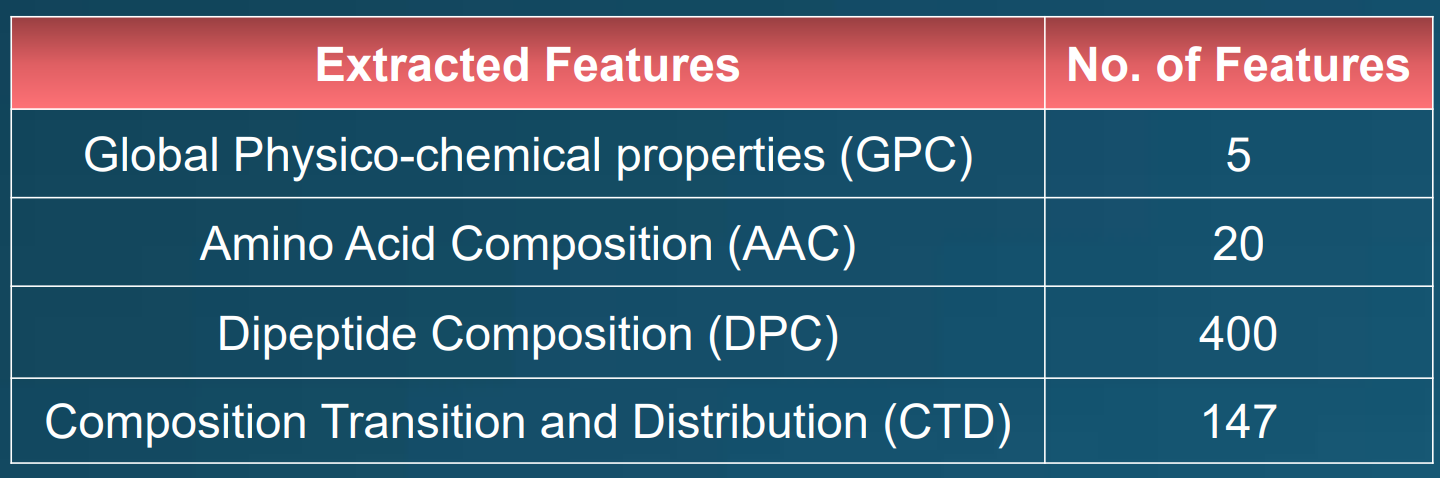 Extracted Features No. of Features
Global Physico-chemical properties (GPC) 5
Amino Acid Composition (AAC) 20
Dipeptide Composition (DPC) 400
Composition Transition and Distribution (CTD) 147